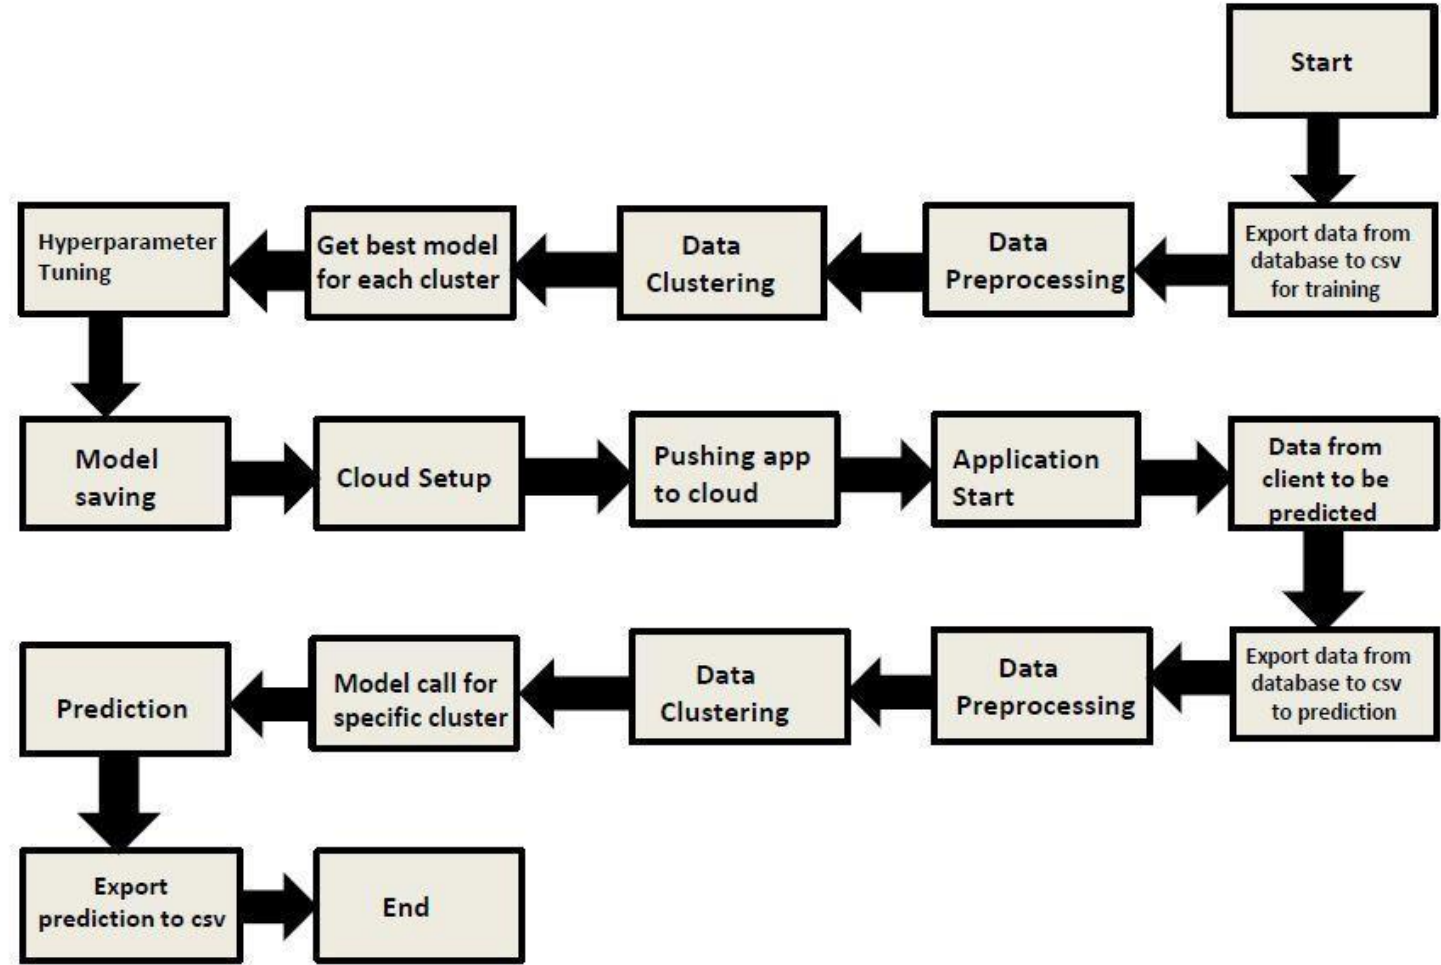 Start
Export data from
database to csv
for training
Data
Preprocessing
Data
Clustering
Get best model
for each cluster
Hyperparameter
Tuning
Model
saving
Cloud Setup
Pushing app
to cloud
Application
Start
Data from
client to be
predicted
Export data from
database to csv
to prediction
Data
Preprocessing
Data
Clustering
Model call for
specific cluster
Prediction
Export
prediction to csv
End